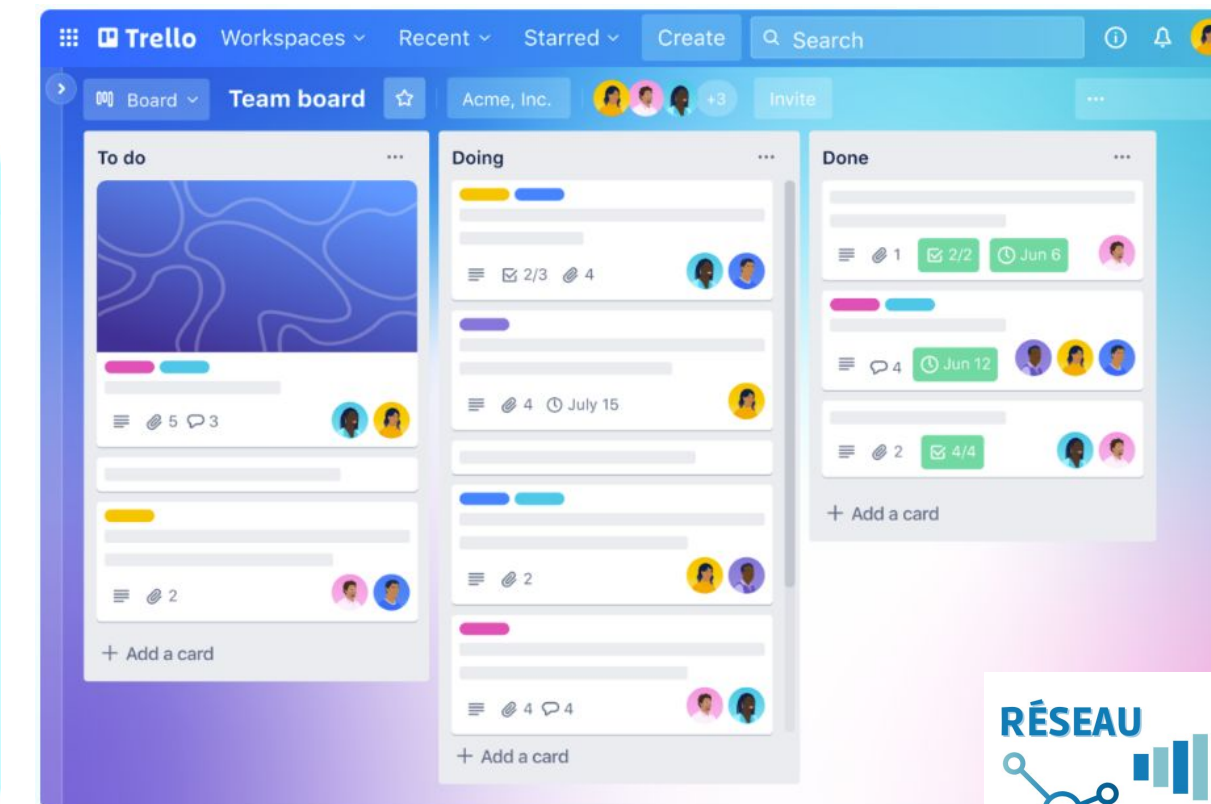 Trello Workspaces Recent Starred Create Search
Board Team board Acme, Inc. +3 Invite
To do
5 3
2
+ Add a card
Doing
2/3 4
4 July 15
2
4 4
+ Add a card
Done
1 2/2 Jun 6
4 Jun 12
2 4/4
+ Add a card
RÉSEAU